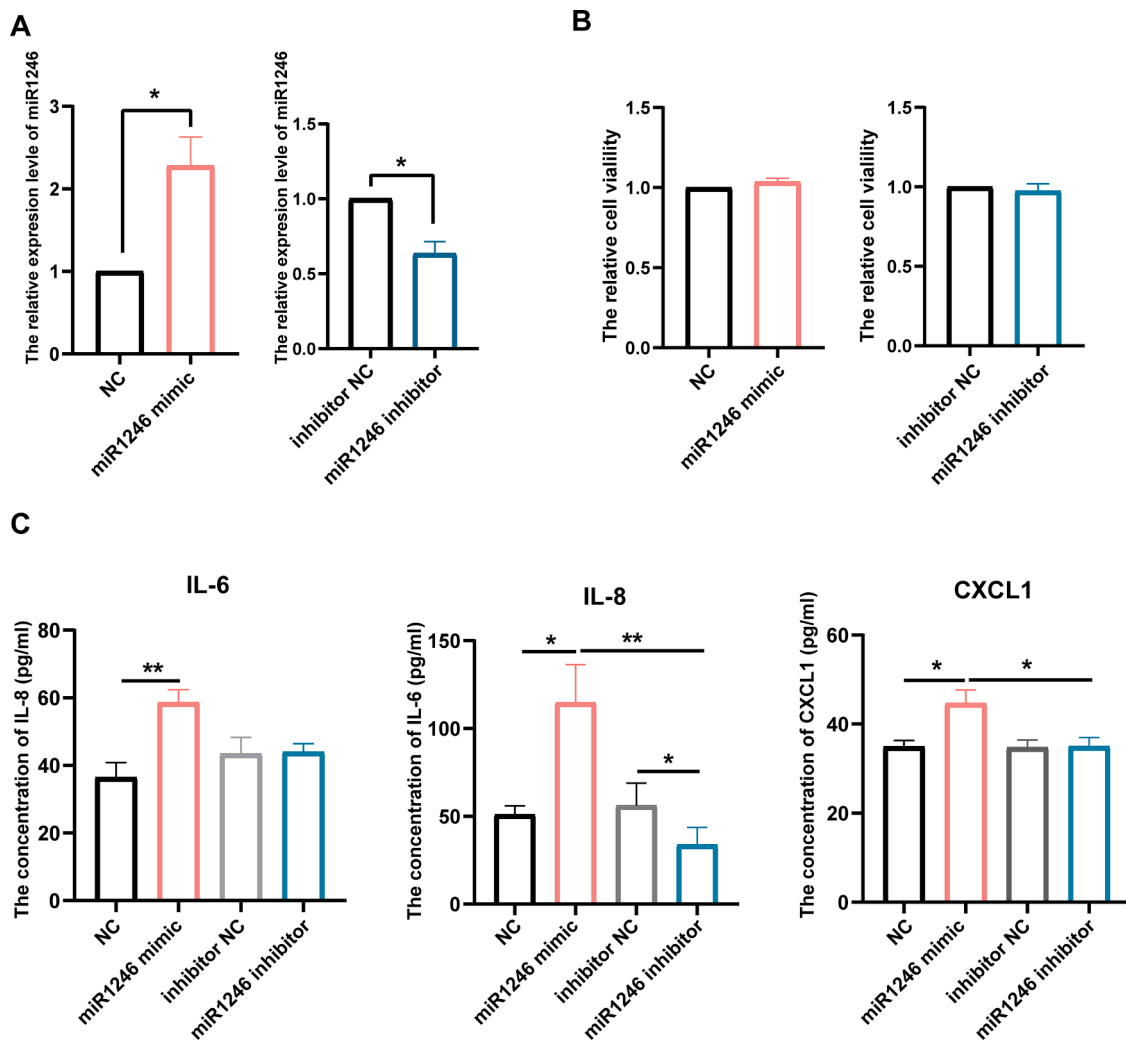 A
The relative expresion levle of miR1246
3
2
1
0
*
NC
miR1246 mimic
The relative expresion levle of miR1246
1.5
1.0
0.5
0.0
*
inhibitor NC
miR1246 inhibitor
B
The relative cell vialility
1.5
1.0
0.5
0.0
NC
miR1246 mimic
The relative cell vialility
1.5
1.0
0.5
0.0
inhibitor NC
miR1246 inhibitor
C
IL-6
The concentration of IL-8 (pg/ml)
80
60
40
20
0
**
NC
miR1246 mimic
inhibitor NC
miR1246 inhibitor
IL-8
The concentration of IL-6 (pg/ml)
150
100
50
0
*
**
*
NC
miR1246 mimic
inhibitor NC
miR1246 inhibitor
CXCL1
The concentration of CXCL1 (pg/ml)
60
40
20
0
*
*
NC
miR1246 mimic
inhibitor NC
miR1246 inhibitor